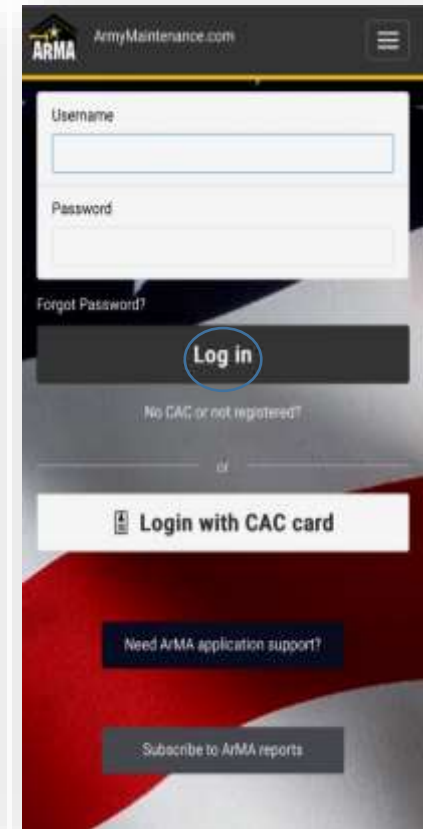 ARMA
ArmyMaintenance.com
Username
Password
Forgot Password?
Log in
No CAC or not registered?
or
Login with CAC card
Need ArMA application support?
Subscribe to ArMA reports